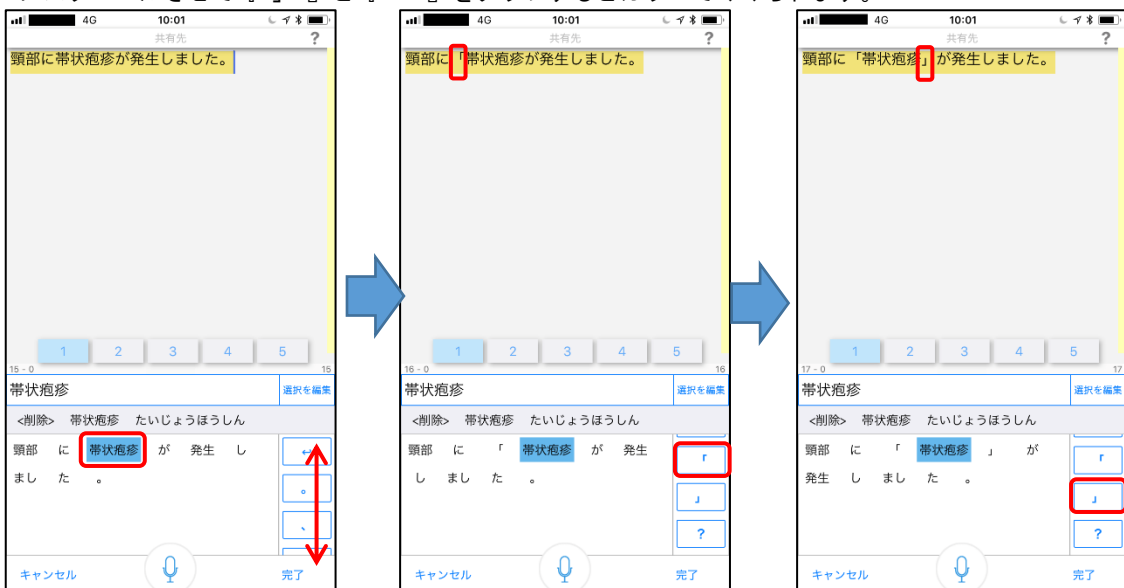 4G 10:01
共有先 ?
頸部に帯状疱疹が発生しました。
1 2 3 4 5
15 - 0 15
帯状疱疹 選択を編集
<削除> 帯状疱疹 たいじょうほうしん
頸部 に 帯状疱疹 が 発生 し
まし た 。
↔
。
、
キャンセル 完了
4G 10:01
共有先 ?
頸部に「帯状疱疹が発生しました。
1 2 3 4 5
16 - 0 16
帯状疱疹 選択を編集
<削除> 帯状疱疹 たいじょうほうしん
頸部 に 「 帯状疱疹 が 発生
し まし た 。
「
」
?
キャンセル 完了
4G 10:01
共有先 ?
頸部に「帯状疱疹」が発生しました。
1 2 3 4 5
17 - 0 17
帯状疱疹 選択を編集
<削除> 帯状疱疹 たいじょうほうしん
頸部 に 「 帯状疱疹 」 が
発生 し まし た 。
「
」
?
キャンセル 完了